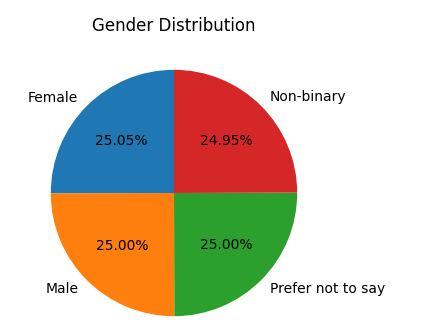 Gender Distribution
Female
Non-binary
25.05%
24.95%
25.00%
25.00%
Male
Prefer not to say